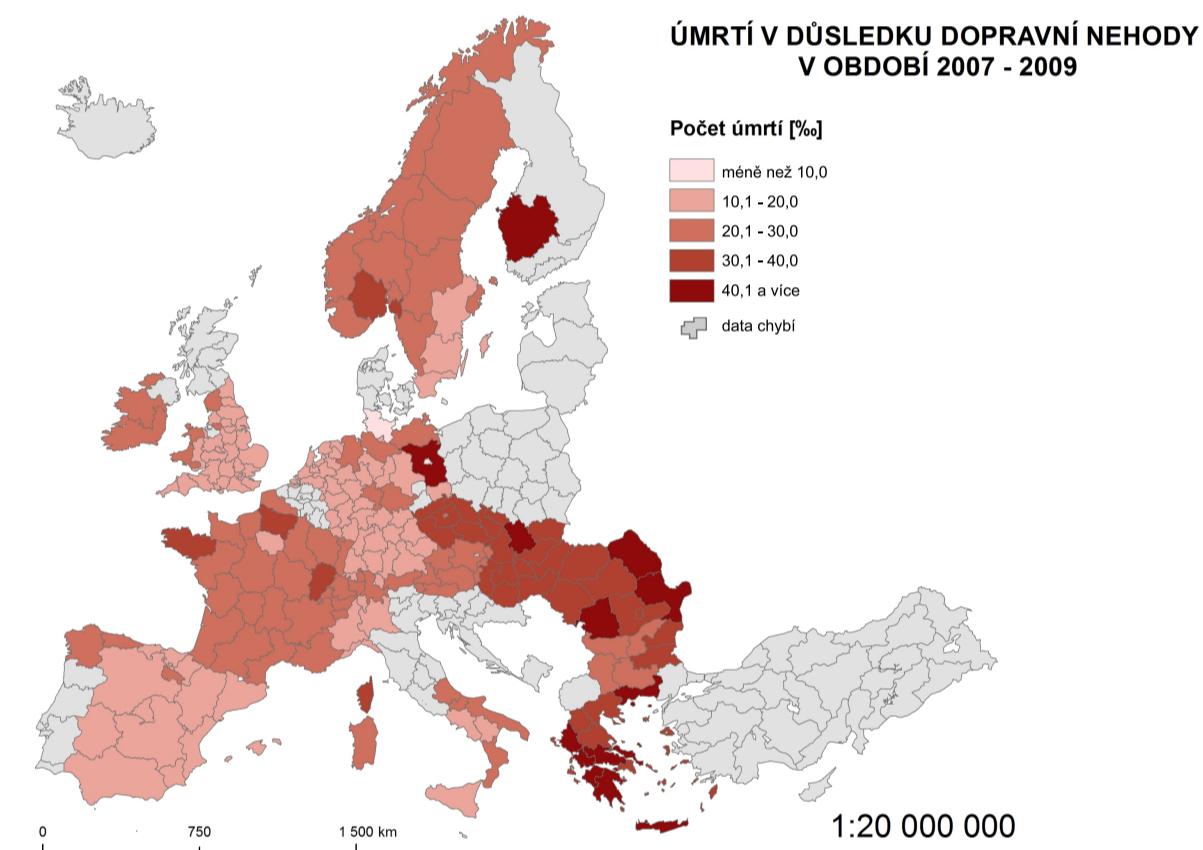 ÚMRTÍ V DŮSLEDKU DOPRAVNÍ NEHODY
V OBDOBÍ 2007 - 2009
Počet úmrtí [‰]
méně než 10,0
10,1 - 20,0
20,1 - 30,0
30,1 - 40,0
40,1 a více
data chybí
0 750 1 500 km
1:20 000 000